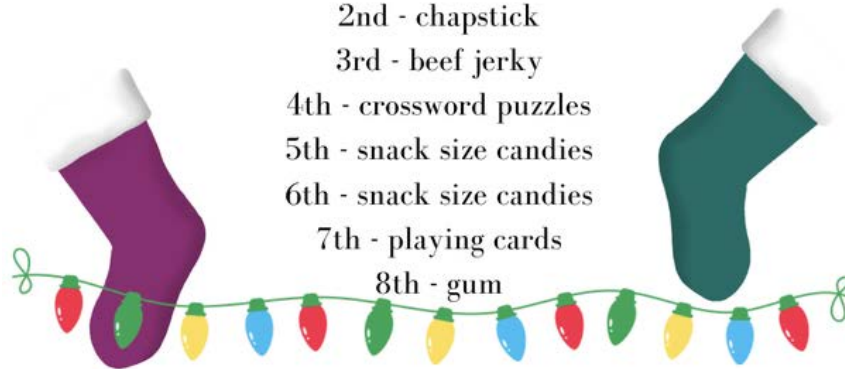 2nd - chapstick
3rd - beef jerky
4th - crossword puzzles
5th - snack size candies
6th - snack size candies
7th - playing cards
8th - gum